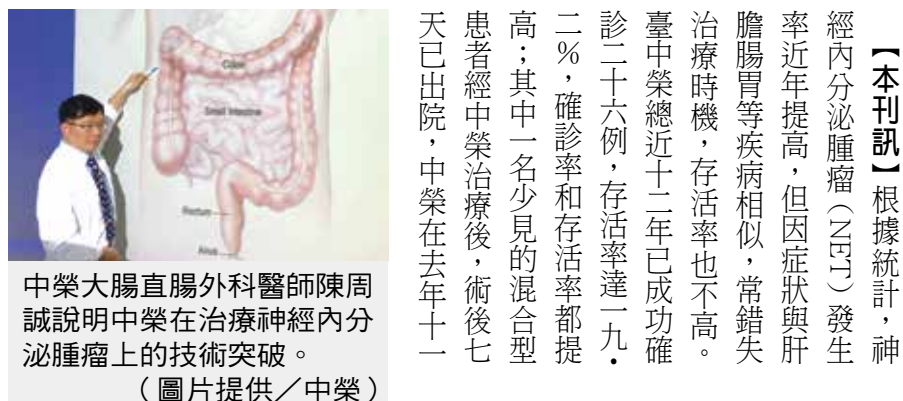 【本刊訊】根據統計，神
經內分泌腫瘤（NET）發生
率近年提高，但因症狀與肝
膽腸胃等疾病相似，常錯失
治療時機，存活率也不高。
臺中榮總近十二年已成功確
診二十六例，存活率達一九．
二％，確診率和存活率都提
高；其中一名少見的混合型
患者經中榮治療後，術後七
天已出院，中榮在去年十一
Colon
Small Intestine
Rectum
Anus
中榮大腸直腸外科醫師陳周
誠說明中榮在治療神經內分
泌腫瘤上的技術突破。
（圖片提供／中榮）